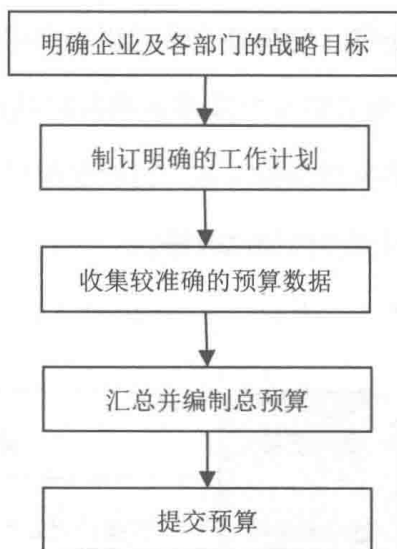 明确企业及各部门的战略目标
制订明确的工作计划
收集较准确的预算数据
汇总并编制总预算
提交预算